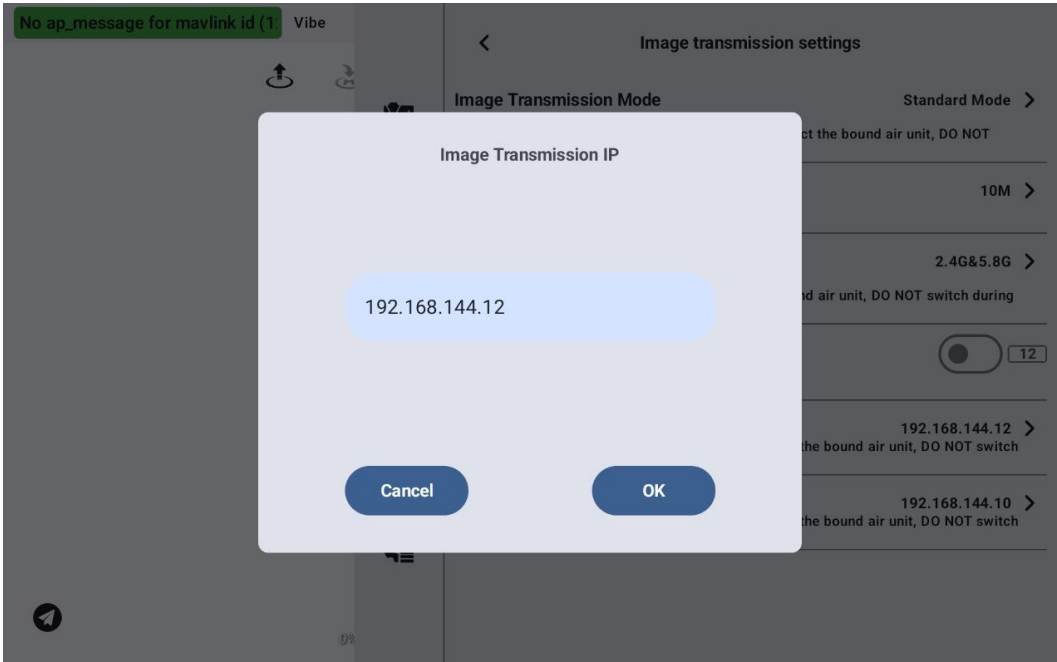 No ap_message for mavlink id (1
Vibe
Image transmission settings
Image Transmission Mode
Standard Mode
ct the bound air unit, DO NOT
Image Transmission IP
10M
2.4G&5.8G
air unit, DO NOT switch during
192.168.144.12
12
192.168.144.12
the bound air unit, DO NOT switch
Cancel
OK
192.168.144.10
the bound air unit, DO NOT switch
0%